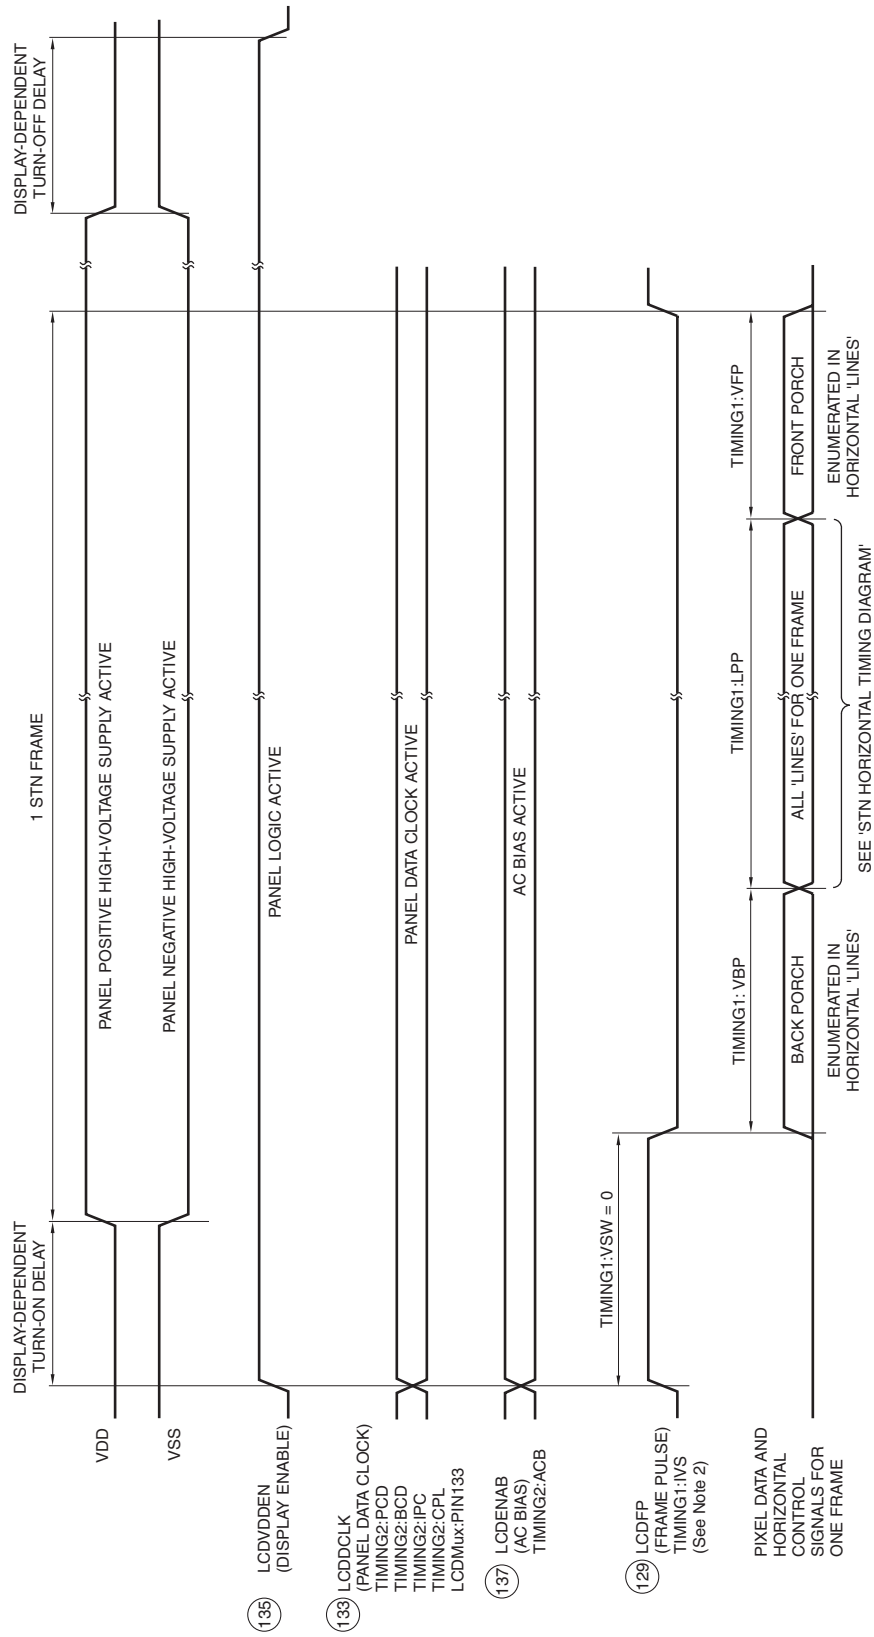 DISPLAY-DEPENDENT
TURN-ON DELAY
1 STN FRAME
DISPLAY-DEPENDENT
TURN-OFF DELAY
VDD
PANEL POSITIVE HIGH-VOLTAGE SUPPLY ACTIVE
VSS
PANEL NEGATIVE HIGH-VOLTAGE SUPPLY ACTIVE
135
LCDVDDEN
(DISPLAY ENABLE)
PANEL LOGIC ACTIVE
133
LCDDCLK
(PANEL DATA CLOCK)
TIMING2:PCD
TIMING2:BCD
TIMING2:IPC
TIMING2:CPL
LCDMux:PIN133
PANEL DATA CLOCK ACTIVE
137
LCDENAB
(AC BIAS)
TIMING2:ACB
AC BIAS ACTIVE
TIMING1:VSW = 0
129
LCDFP
(FRAME PULSE)
TIMING1:IVS
(See Note 2)
TIMING1: VBP
TIMING1:LPP
TIMING1:VFP
PIXEL DATA AND
HORIZONTAL
CONTROL
SIGNALS FOR
ONE FRAME
BACK PORCH
ALL 'LINES' FOR ONE FRAME
FRONT PORCH
ENUMERATED IN
HORIZONTAL 'LINES'
SEE 'STN HORIZONTAL TIMING DIAGRAM'
ENUMERATED IN
HORIZONTAL 'LINES'